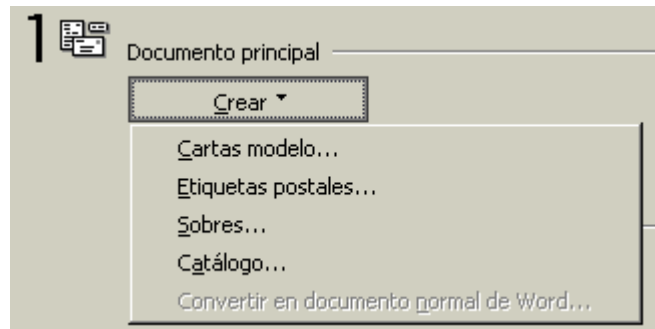 1
Documento principal
Crear
Cartas modelo...
Etiquetas postales...
Sobres...
Catálogo...
Convertir en documento normal de Word...